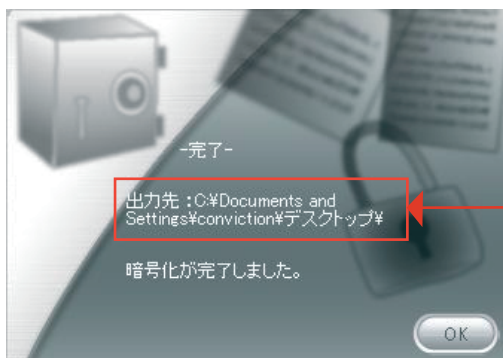 -完了-
出力先 :C:¥Documents and
Settings¥conviction¥デスクトップ¥
暗号化が完了しました。
OK